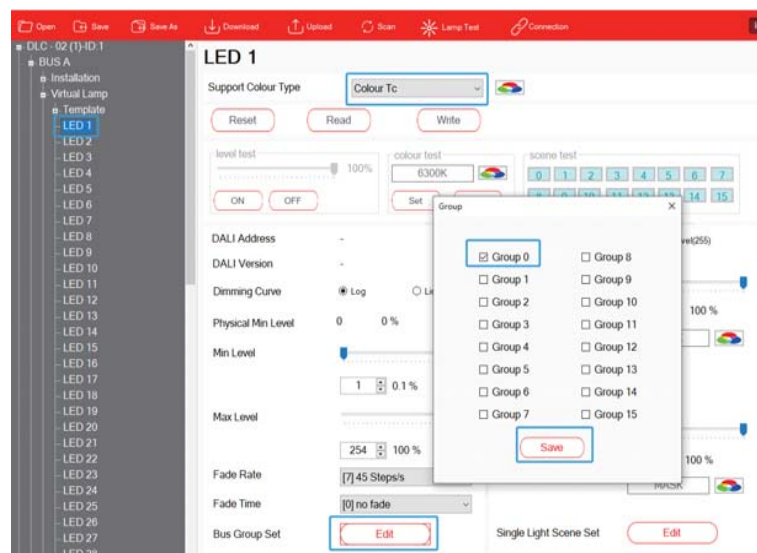 Open Save Save As Download Upload Scan Lamp Test Connection
DLC - 02 (1)-ID:1
BUS A
Installation
Virtual Lamp
Template
LED 1
LED 2
LED 3
LED 4
LED 5
LED 6
LED 7
LED 8
LED 9
LED 10
LED 11
LED 12
LED 13
LED 14
LED 15
LED 16
LED 17
LED 18
LED 19
LED 20
LED 21
LED 22
LED 23
LED 24
LED 25
LED 26
LED 27
LED 28
LED 1
Support Colour Type Colour Tc
Reset Read Write
level test colour test scene test
100% 6300K 0 1 2 3 4 5 6 7
ON OFF Set 14 15
DALI Address -
DALI Version -
Dimming Curve Log
Physical Min Level 0 0 %
Min Level
1 0.1 %
Max Level
254 100 %
Fade Rate [7] 45 Steps/s
Fade Time [0] no fade
Bus Group Set Edit
Group
Group 0 Group 8
Group 1 Group 9
Group 2 Group 10
Group 3 Group 11
Group 4 Group 12
Group 5 Group 13
Group 6 Group 14
Group 7 Group 15
Save
(255)
100 %
100 %
MASK
Single Light Scene Set Edit